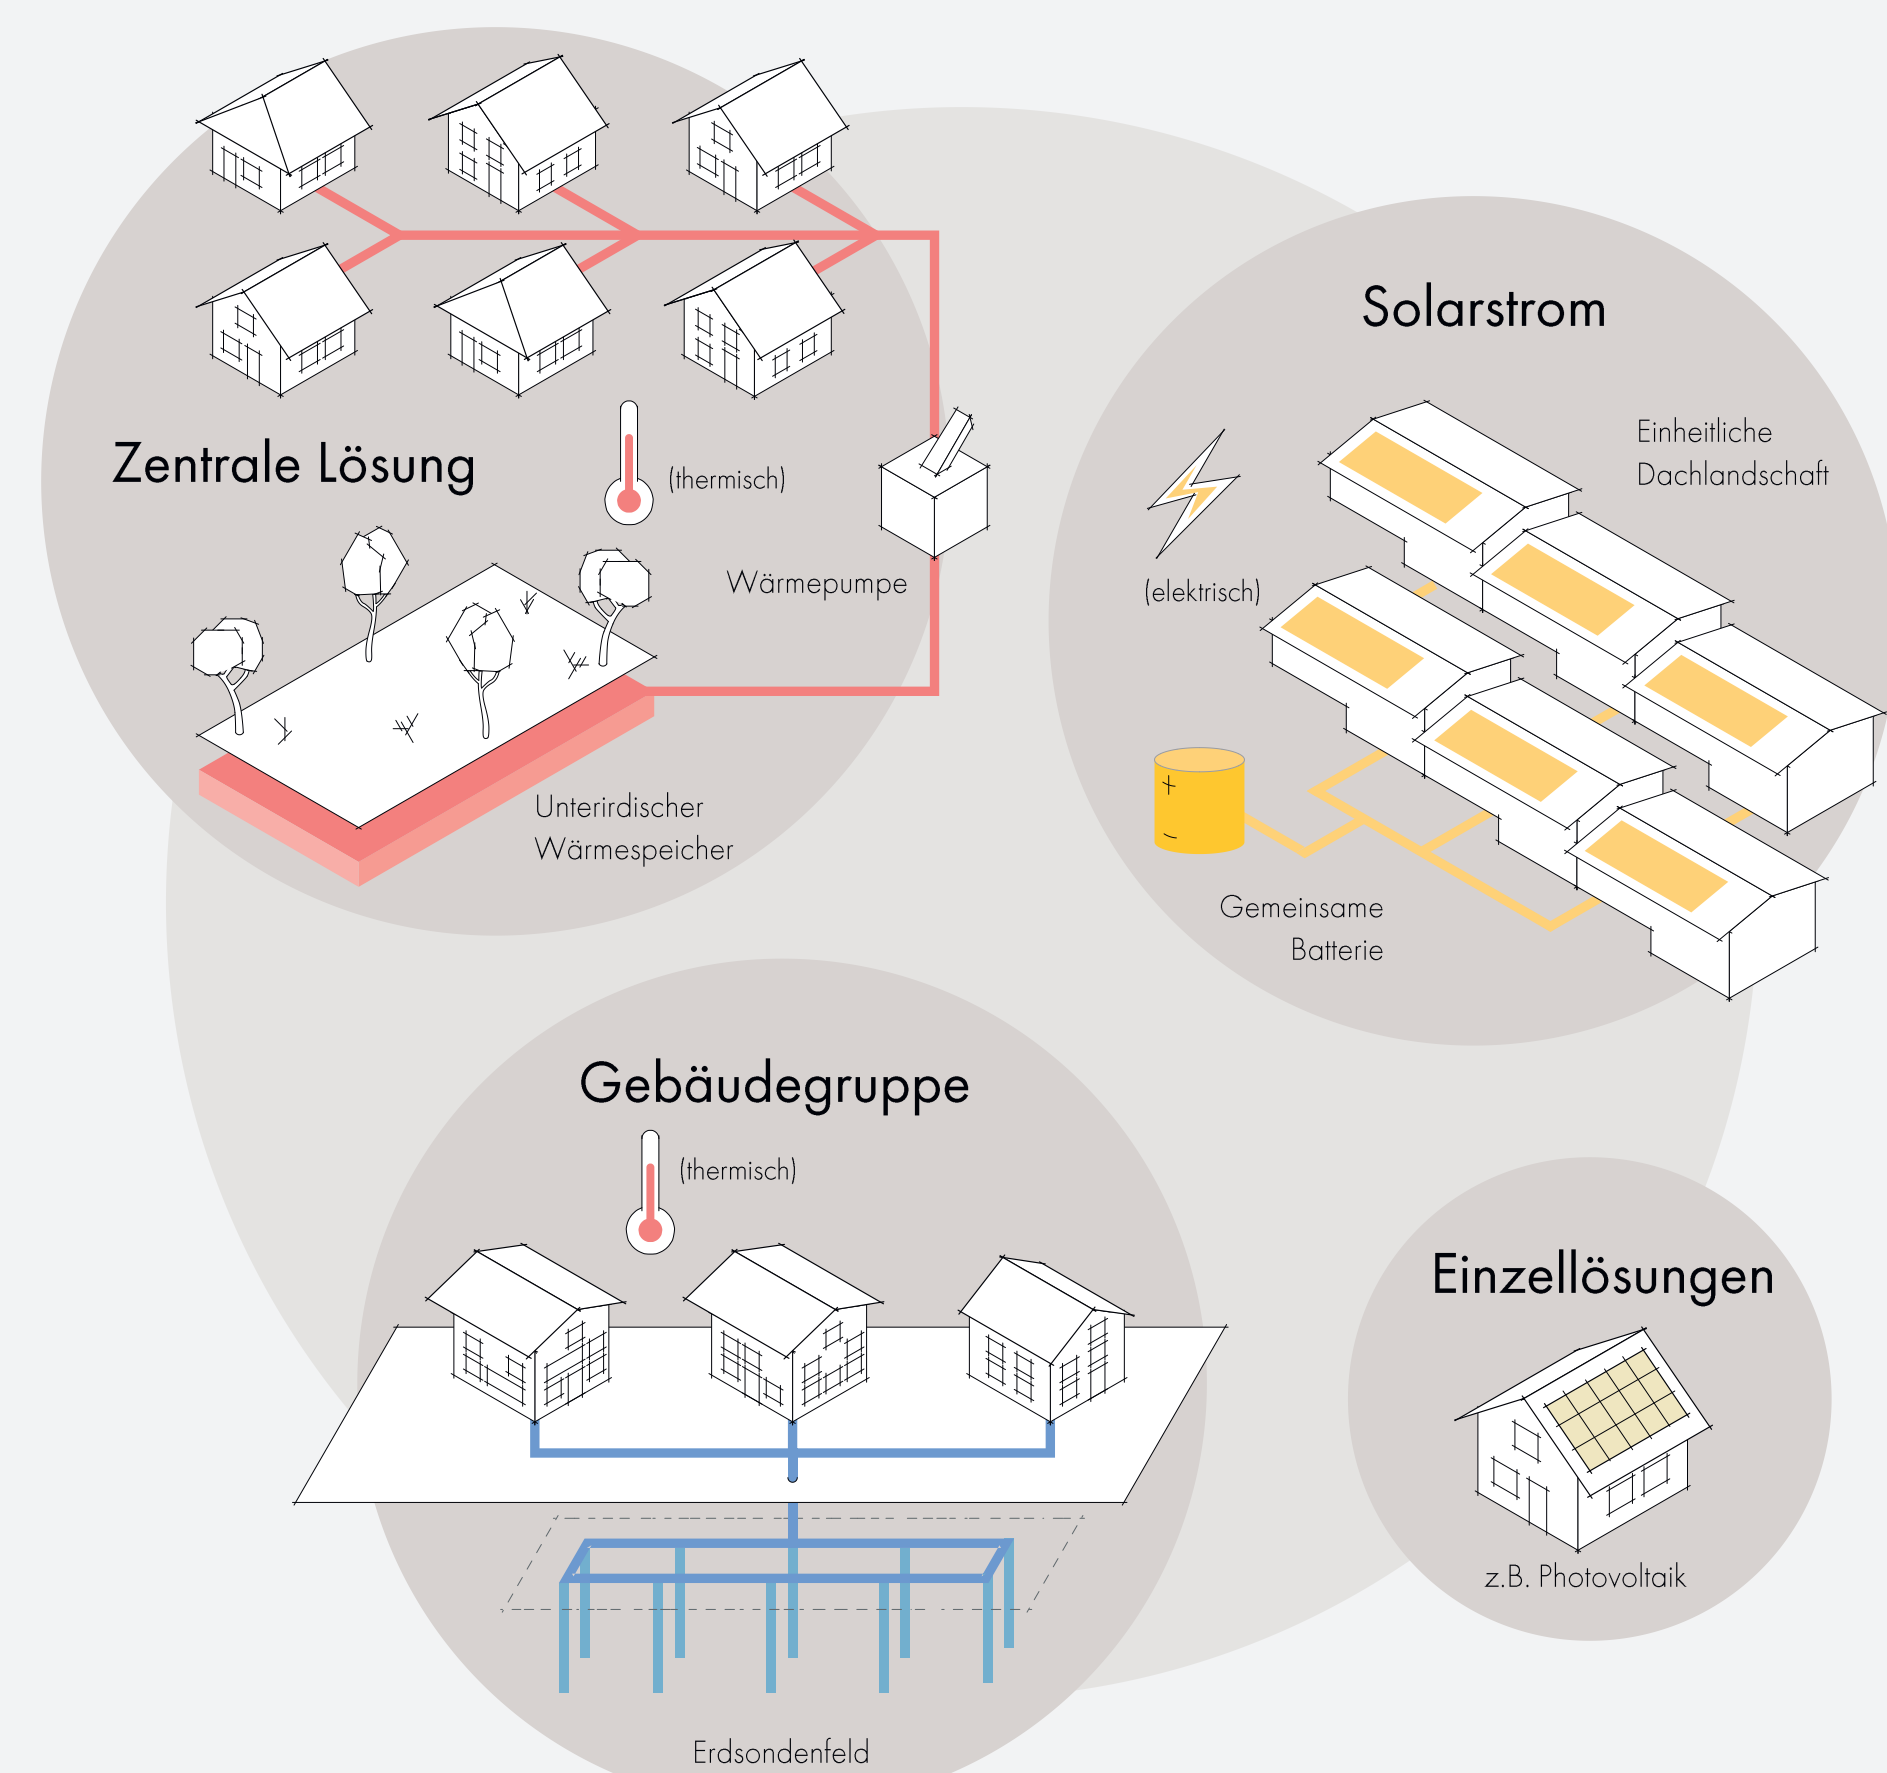 Zentrale Lösung
(thermisch)
Wärmepumpe
Unterirdischer
Wärmespeicher
Solarstrom
Einheitliche
Dachlandschaft
(elektrisch)
+
–
Gemeinsame
Batterie
Gebäudegruppe
(thermisch)
Erdsondenfeld
Einzellösungen
z.B. Photovoltaik